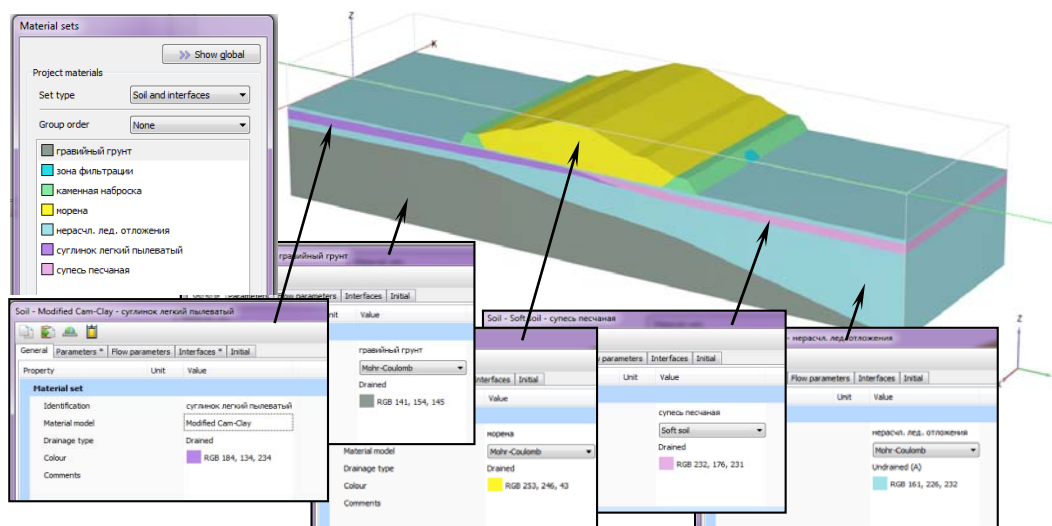 Material sets
Show global
Project materials
Set type
Soil and interfaces
Group order
None
гравийный грунт
зона фильтрации
каменная наброска
морена
нерасчл. лед. отложения
суглинок легкий пылеватый
супесь песчаная
Z
X
Z
X
Soil - Modified Cam-Clay - суглинок легкий пылеватый
General Parameters * Flow parameters Interfaces * Initial
Property Unit Value
Material set
Identification суглинок легкий пылеватый
Material model Modified Cam-Clay
Drainage type Drained
Colour RGB 184, 134, 234
Comments
гравийный грунт
parameters Interfaces Initial
Value
гравийный грунт
Mohr-Coulomb
Drained
RGB 141, 154, 145
Interfaces Initial
Value
морена
Material model Mohr-Coulomb
Drainage type Drained
Colour RGB 253, 246, 43
Comments
Soil - Soft soil - супесь песчаная
parameters Interfaces Initial
Unit Value
супесь песчаная
Soft soil
Drained
RGB 232, 176, 231
- нерасчл. лед. отложения
Flow parameters Interfaces Initial
Unit Value
нерасчл. лед. отложения
Mohr-Coulomb
Undrained (A)
RGB 161, 226, 232